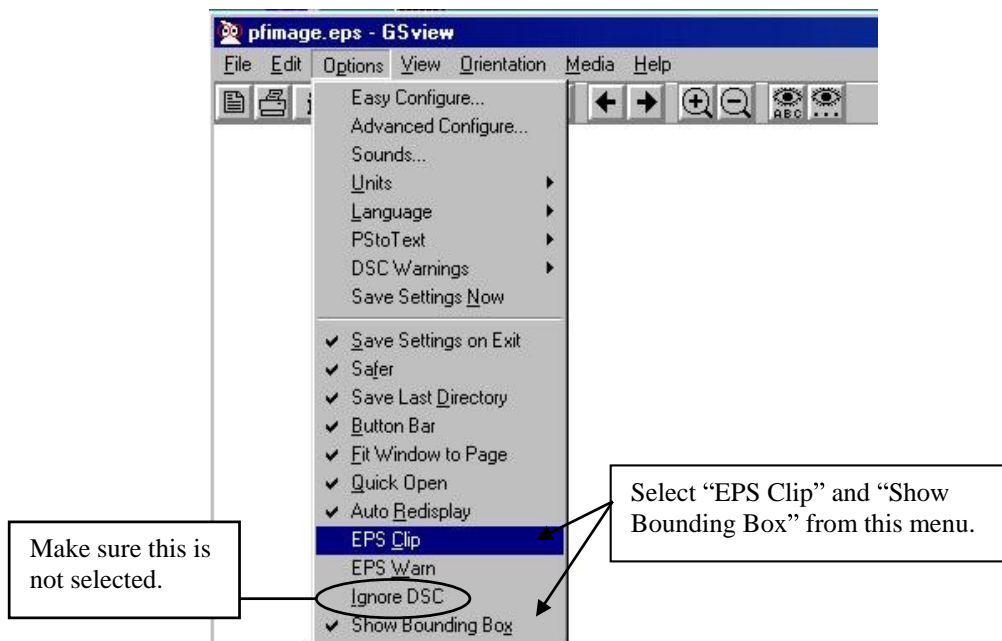 pfimage.eps - GSview
File Edit Options View Orientation Media Help
ABC ...
Easy Configure...
Advanced Configure...
Sounds...
Units
Language
PStoText
DSC Warnings
Save Settings Now
Save Settings on Exit
Safer
Save Last Directory
Button Bar
Fit Window to Page
Quick Open
Auto Redisplay
EPS Clip
EPS Warn
Ignore DSC
Show Bounding Box
Select “EPS Clip” and “Show
Bounding Box” from this menu.
Make sure this is
not selected.